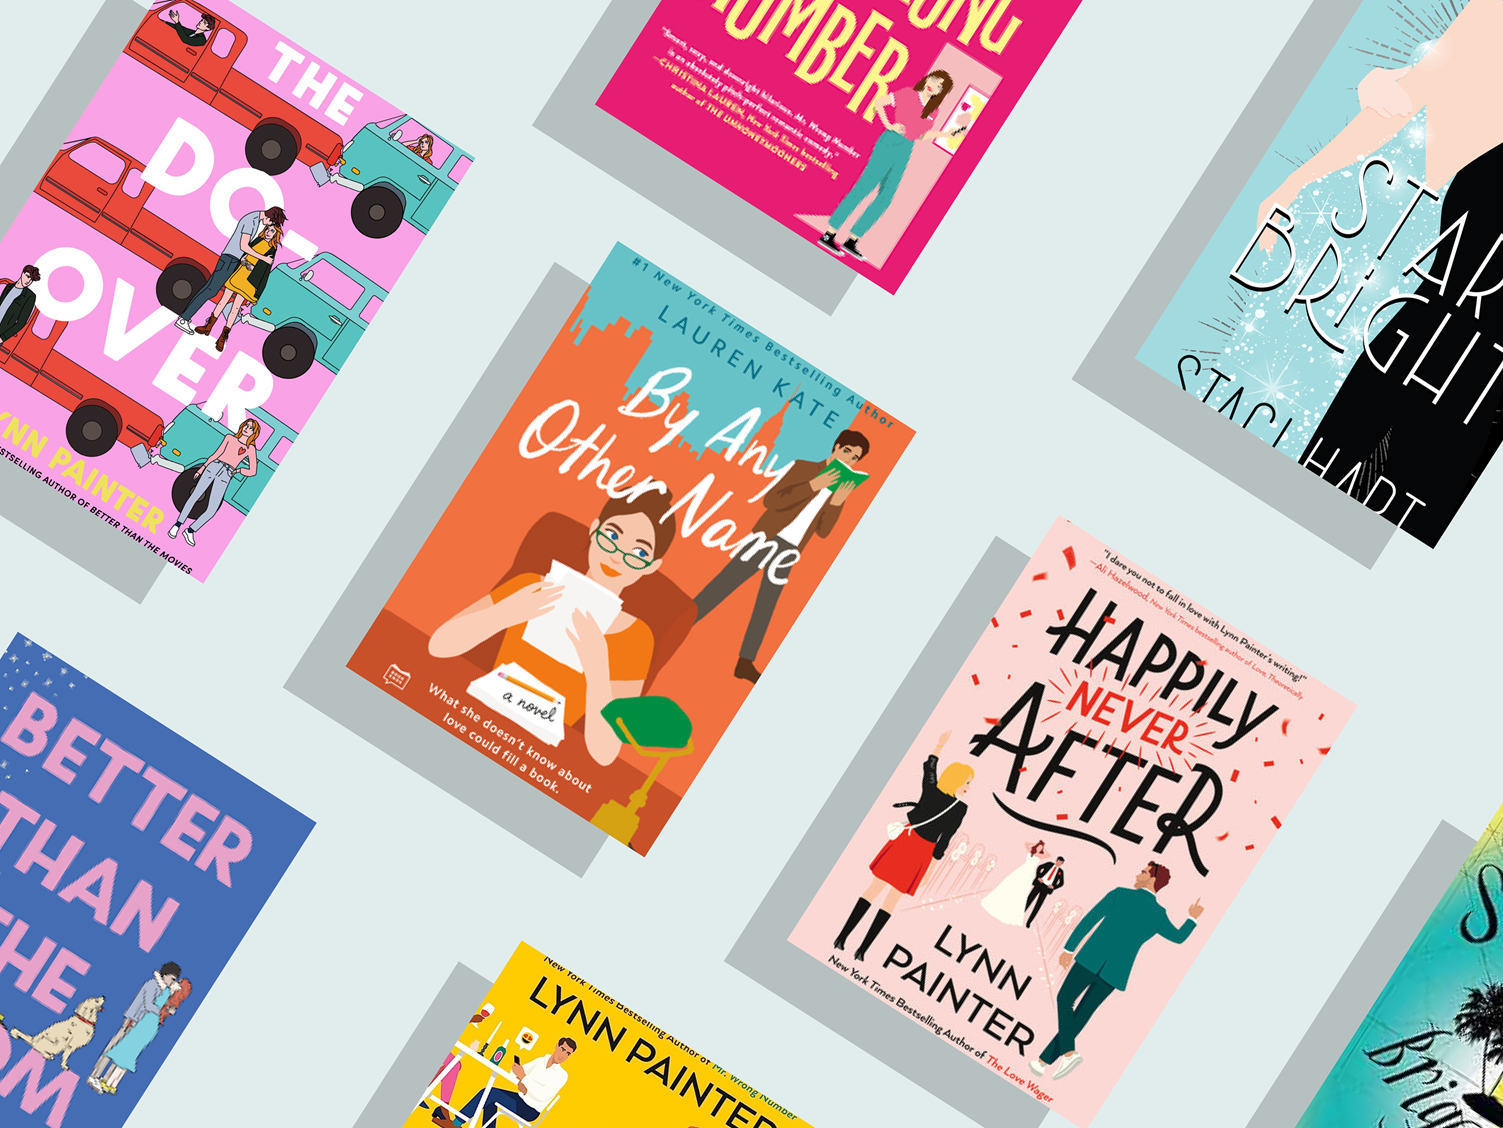 THE
DO-
OVER
YNN PAINTER
BESTSELLING AUTHOR OF BETTER THAN THE MOVIES
NUMBER
"Smart, sexy, and downright hilarious, Mr. Wrong Number
is an absolutely pitch-perfect romantic comedy."
—CHRISTINA LAUREN, New York Times bestselling
author of THE UNHONEYMOONERS
STAR
BRIGHT
STACI HART
#1 New York Times Bestselling Author
LAUREN KATE
By Any
Other Name
a novel
What she doesn't know about
love could fill a book.
"I dare you not to fall in love with Lynn Painter's writing!"
—Ali Hazelwood, New York Times bestselling author of Love, Theoretically
HAPPILY
NEVER
AFTER
LYNN
PAINTER
New York Times Bestselling Author of The Love Wager
BETTER
THAN
THE
New York Times Bestselling Author of Mr. Wrong Number
LYNN PAINTER